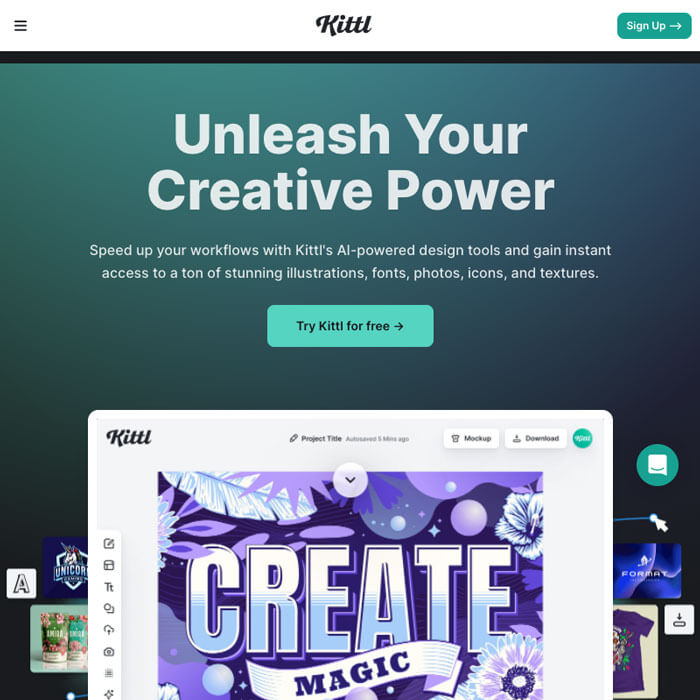 Kittl
Sign Up →
Unleash Your
Creative Power
Speed up your workflows with Kittl's AI-powered design tools and gain instant
access to a ton of stunning illustrations, fonts, photos, icons, and textures.
Try Kittl for free →
Kittl
Project Title Autosaved 5 Mins ago
Mockup
Download
Kittl
CREATE
MAGIC
UNICORN
GAMING
FORMAT
A
Tt